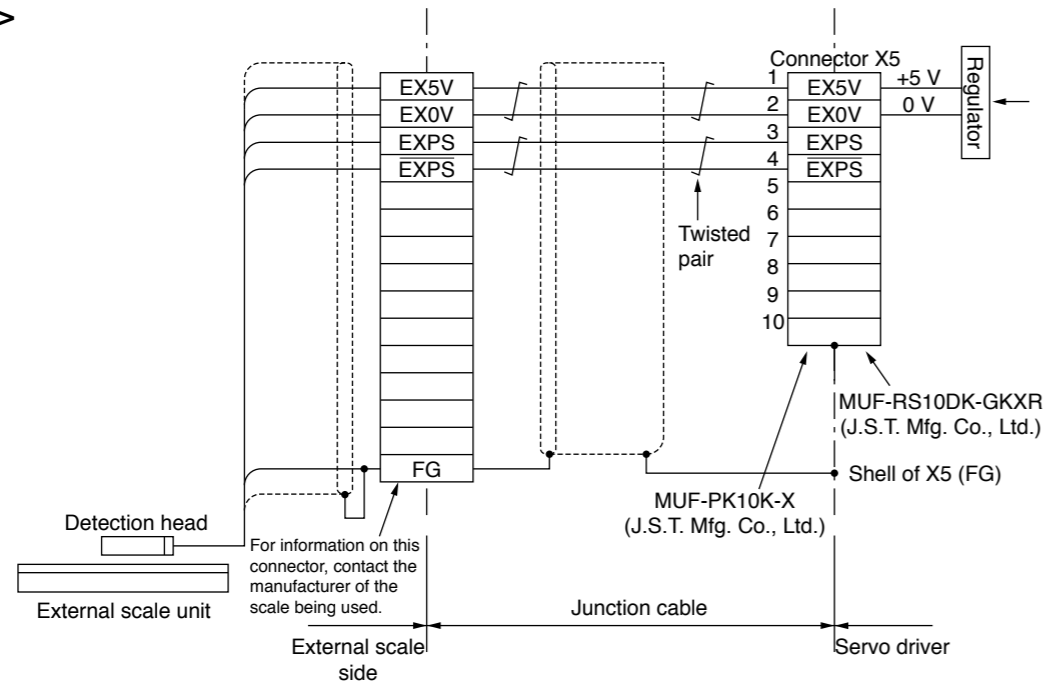 >
Connector X5
1
EX5V
EX5V
+5 V
Regulator
2
EX0V
EX0V
0 V
3
EXPS
EXPS
4
E̅X̅P̅S̅
E̅X̅P̅S̅
5
6
7
8
9
10
Twisted
pair
MUF-RS10DK-GKXR
(J.S.T. Mfg. Co., Ltd.)
FG
Shell of X5 (FG)
MUF-PK10K-X
(J.S.T. Mfg. Co., Ltd.)
Detection head
External scale unit
For information on this
connector, contact the
manufacturer of the
scale being used.
Junction cable
External scale
side
Servo driver